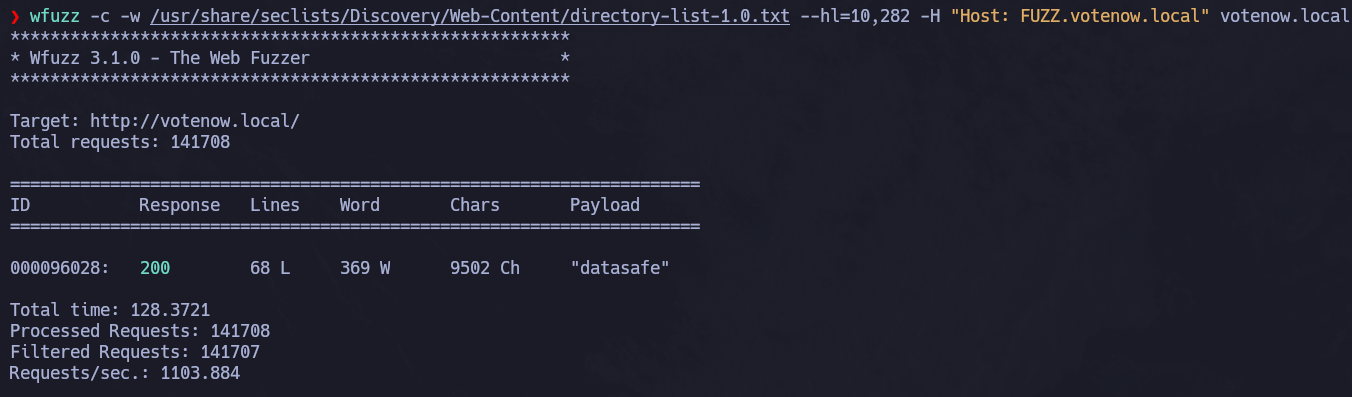 ❯ wfuzz -c -w /usr/share/seclists/Discovery/Web-Content/directory-list-1.0.txt --hl=10,282 -H "Host: FUZZ.votenow.local" votenow.local
********************************************************
* Wfuzz 3.1.0 - The Web Fuzzer                         *
********************************************************
Target: http://votenow.local/
Total requests: 141708
=====================================================================
ID           Response   Lines    Word       Chars       Payload
=====================================================================
000096028:   200        68 L     369 W      9502 Ch     "datasafe"
Total time: 128.3721
Processed Requests: 141708
Filtered Requests: 141707
Requests/sec.: 1103.884